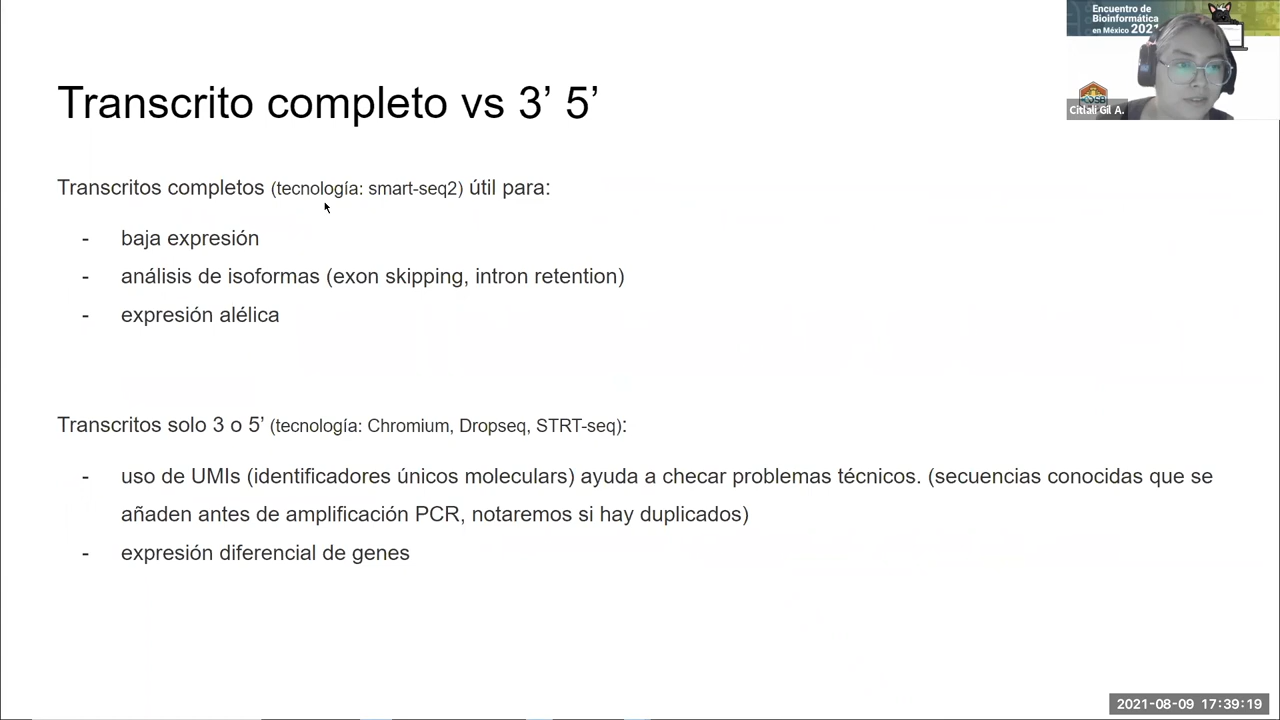 Encuentro de
Bioinformática
en México 2021
Citlali Gil A.
Transcrito completo vs 3’ 5’
Transcritos completos (tecnología: smart-seq2) útil para:
- baja expresión
- análisis de isoformas (exon skipping, intron retention)
- expresión alélica
Transcritos solo 3 o 5’ (tecnología: Chromium, Dropseq, STRT-seq):
- uso de UMIs (identificadores únicos moleculars) ayuda a checar problemas técnicos. (secuencias conocidas que se
añaden antes de amplificación PCR, notaremos si hay duplicados)
- expresión diferencial de genes
2021-08-09 17:39:19